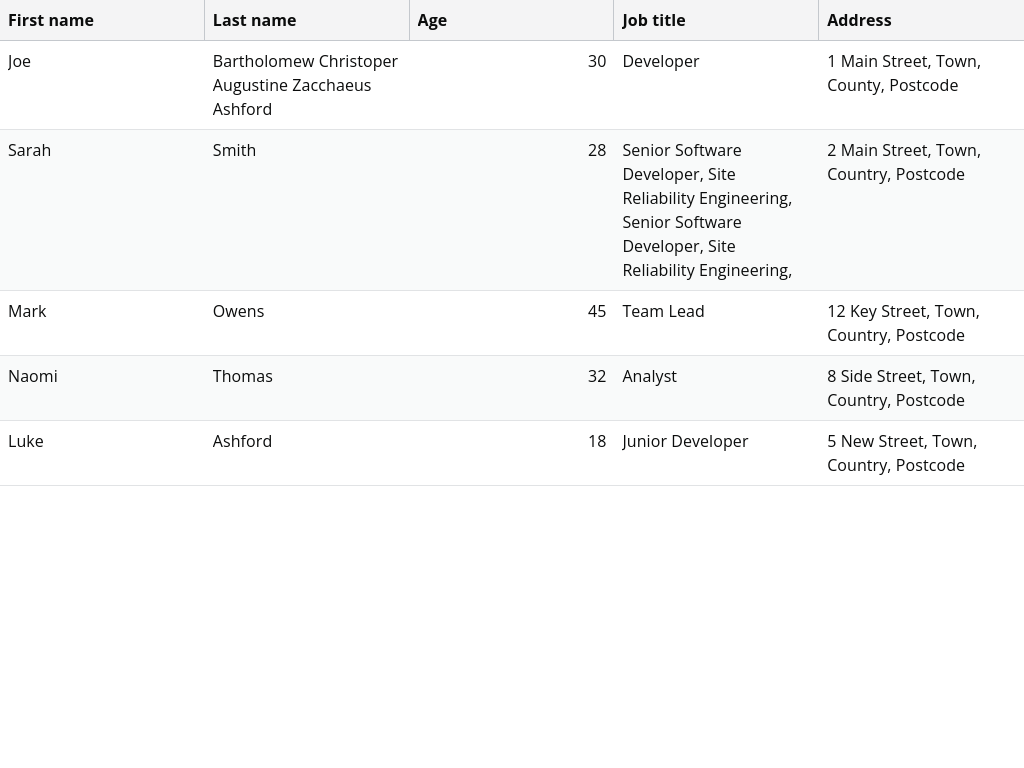 First name Last name Age Job title Address
Joe Bartholomew Christoper 30 Developer 1 Main Street, Town,
Augustine Zacchaeus County, Postcode
Ashford
Sarah Smith 28 Senior Software 2 Main Street, Town,
Developer, Site Country, Postcode
Reliability Engineering,
Senior Software
Developer, Site
Reliability Engineering,
Mark Owens 45 Team Lead 12 Key Street, Town,
Country, Postcode
Naomi Thomas 32 Analyst 8 Side Street, Town,
Country, Postcode
Luke Ashford 18 Junior Developer 5 New Street, Town,
Country, Postcode